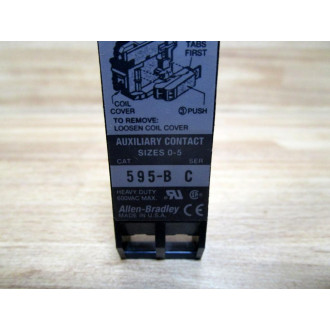 TABS
FIRST
COIL
COVER
③ PUSH
TO REMOVE:
LOOSEN COIL COVER
AUXILIARY CONTACT
SIZES 0-5
CAT. SER.
595-B C
HEAVY DUTY
600VAC MAX.
Allen-Bradley
MADE IN U.S.A.